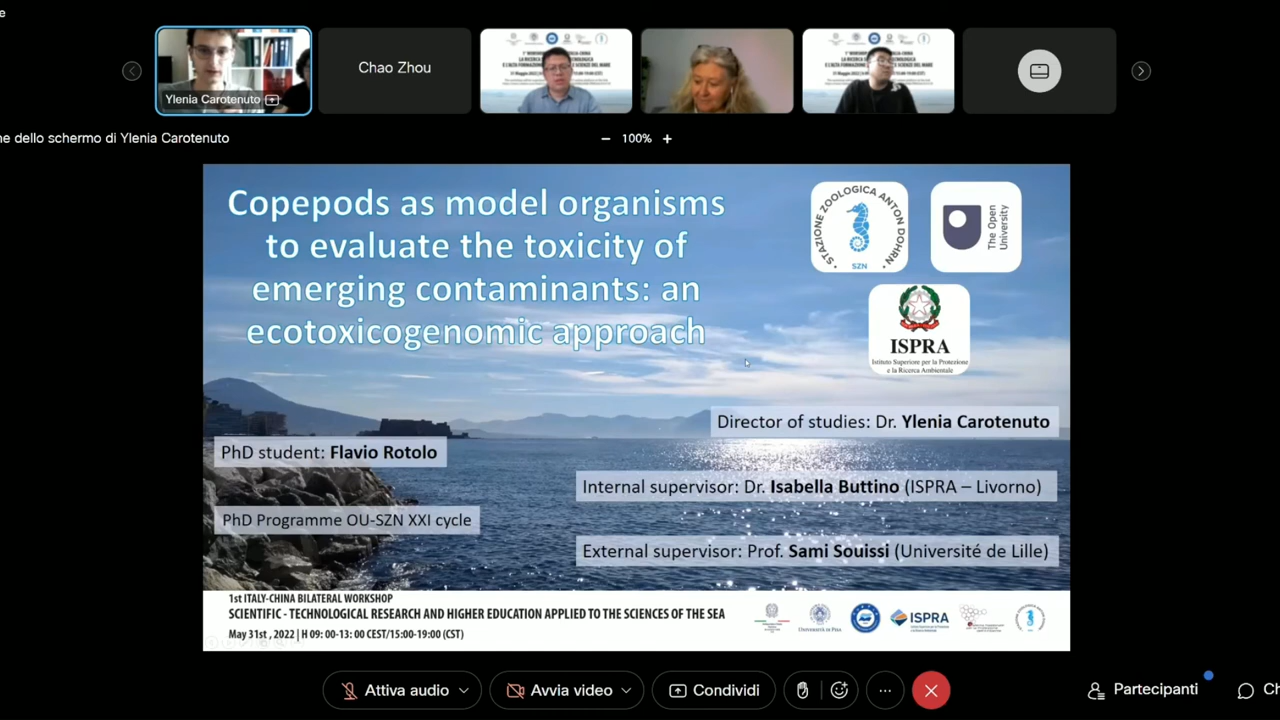 e
Ylenia Carotenuto
Chao Zhou
ne dello schermo di Ylenia Carotenuto
100%
Copepods as model organisms
to evaluate the toxicity of
emerging contaminants: an
ecotoxicogenomic approach
STAZIONE ZOOLOGICA ANTON DOHRN
SZN
The Open
University
ISPRA
Istituto Superiore per la Protezione
e la Ricerca Ambientale
Director of studies: Dr. Ylenia Carotenuto
PhD student: Flavio Rotolo
Internal supervisor: Dr. Isabella Buttino (ISPRA – Livorno)
PhD Programme OU-SZN XXI cycle
External supervisor: Prof. Sami Souissi (Université de Lille)
1st ITALY-CHINA BILATERAL WORKSHOP
SCIENTIFIC - TECHNOLOGICAL RESEARCH AND HIGHER EDUCATION APPLIED TO THE SCIENCES OF THE SEA
May 31st , 2022 | H 09: 00-13: 00 CEST/15:00-19:00 (CST)
UNIVERSITÀ DI PISA
ISPRA
Attiva audio
Avvia video
Condividi
Partecipanti
Ch